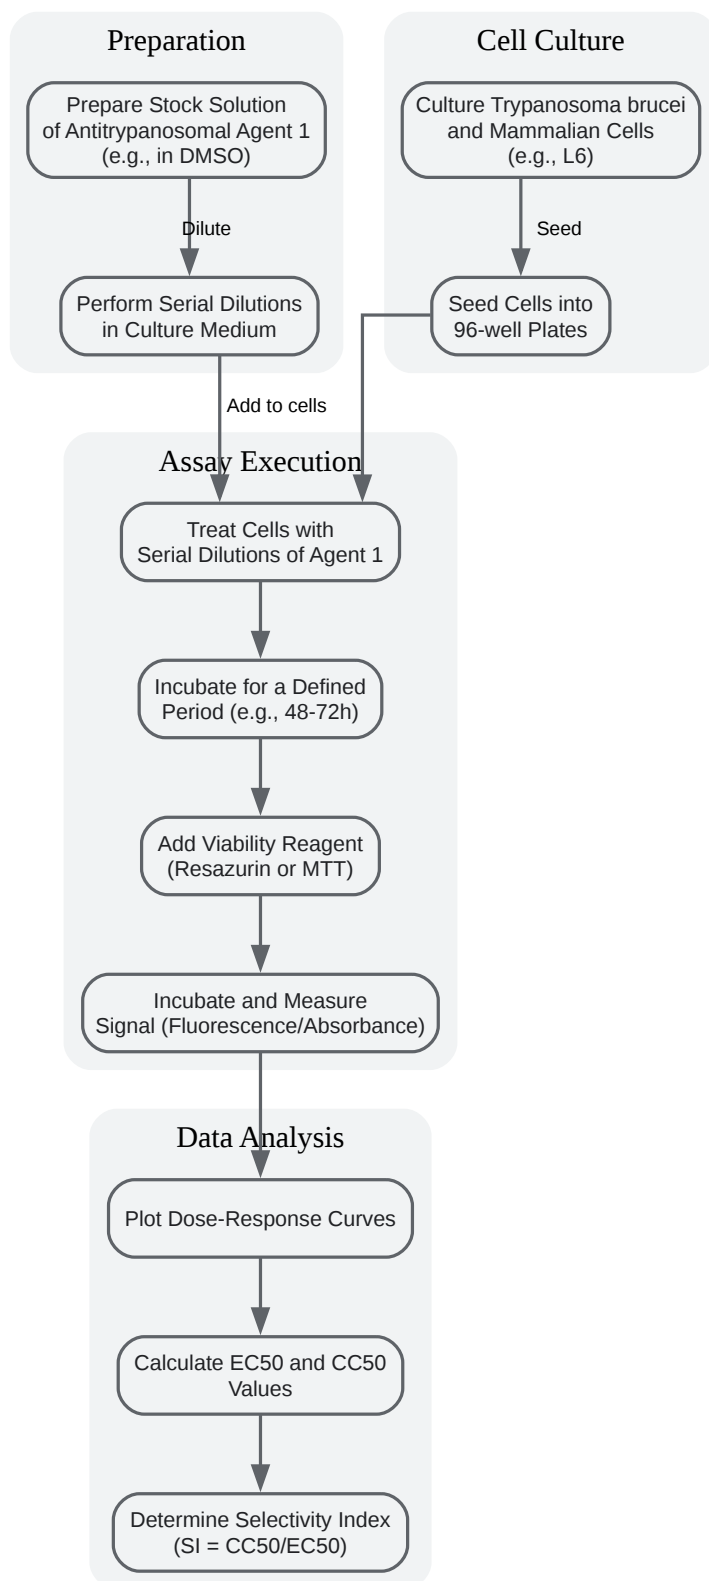 Preparation
Prepare Stock Solution
of Antitrypanosomal Agent 1
(e.g., in DMSO)
Dilute
Perform Serial Dilutions
in Culture Medium
Cell Culture
Culture Trypanosoma brucei
and Mammalian Cells
(e.g., L6)
Seed
Seed Cells into
96-well Plates
Add to cells
Assay Execution
Treat Cells with
Serial Dilutions of Agent 1
Incubate for a Defined
Period (e.g., 48-72h)
Add Viability Reagent
(Resazurin or MTT)
Incubate and Measure
Signal (Fluorescence/Absorbance)
Data Analysis
Plot Dose-Response Curves
Calculate EC50 and CC50
Values
Determine Selectivity Index
(SI = CC50/EC50)